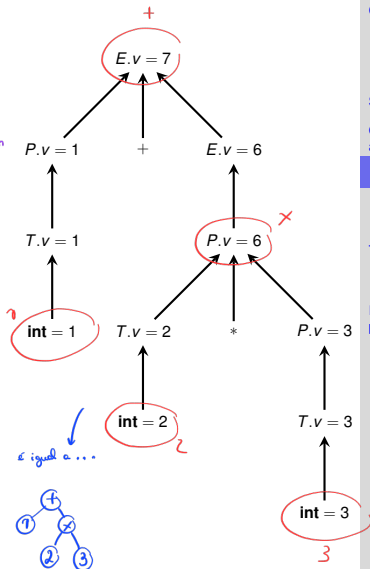 +
E.v = 7
P.v = 1 + E.v = 6
×
T.v = 1 P.v = 6
1
int = 1 T.v = 2 * P.v = 3
int = 2 T.v = 3
2
é igual a ...
+
int = 3
1 ×
2 3
3